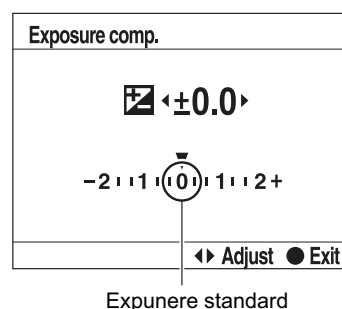 Exposure comp.
±0.0
-2 1 0 1 2+
Adjust Exit
Expunere standard